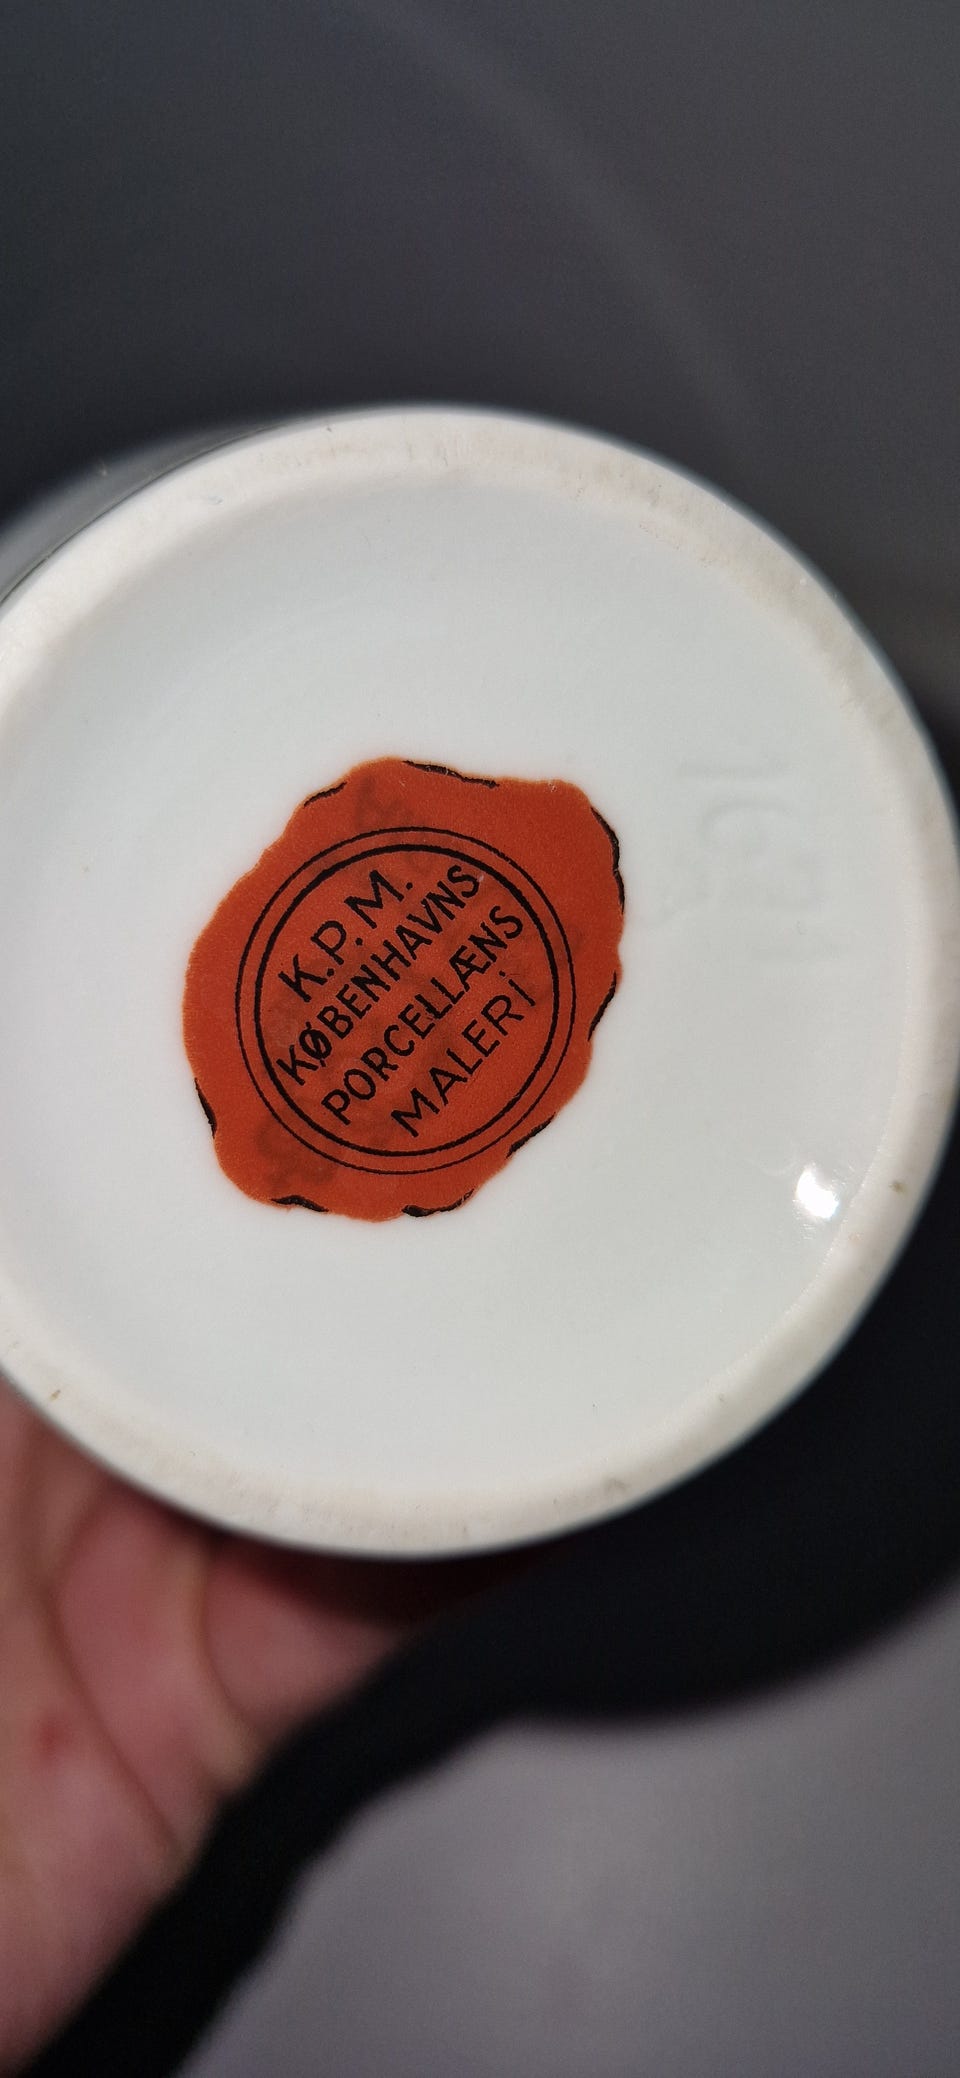 K.P.M.
KØBENHAVNS
PORCELLÆNS
MALERi